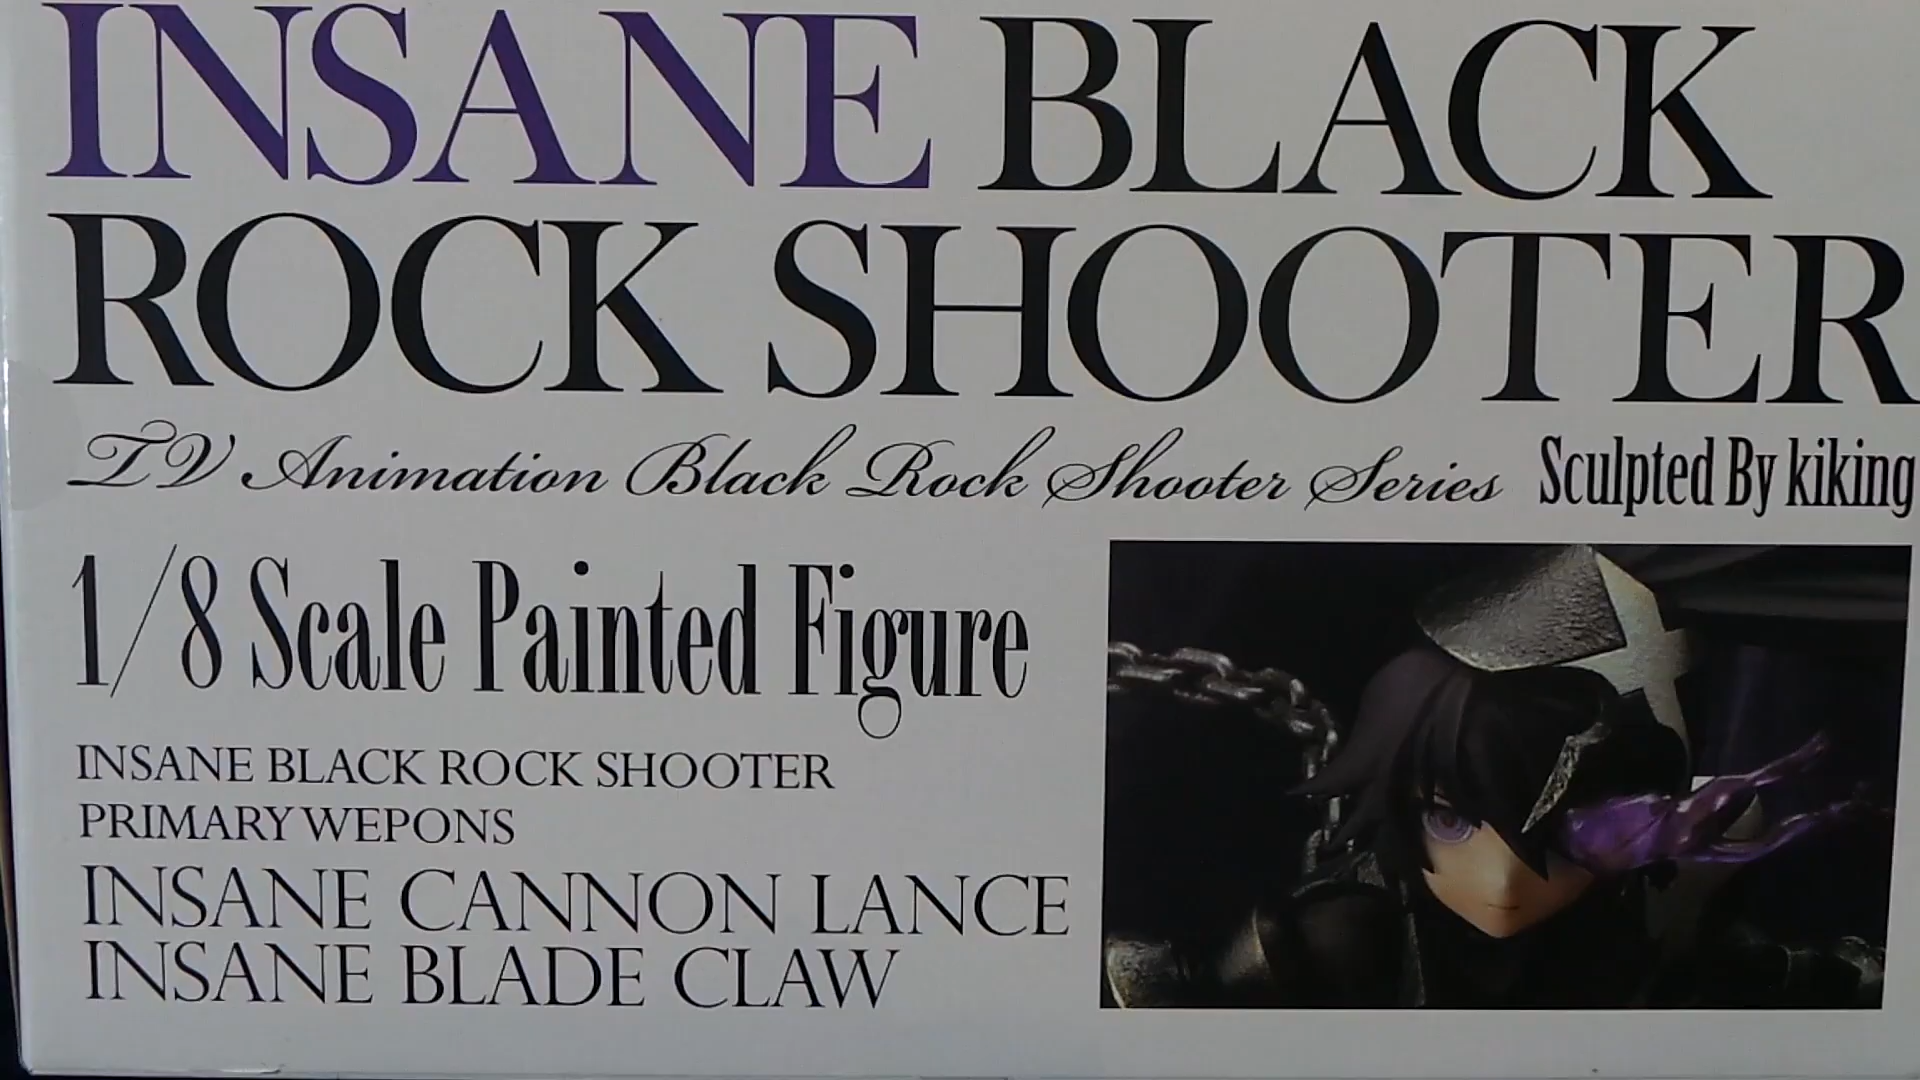 INSANE BLACK
ROCK SHOOTER
TV Animation Black Rock Shooter Series Sculpted By kiking
1/8 Scale Painted Figure
INSANE BLACK ROCK SHOOTER
PRIMARY WEPONS
INSANE CANNON LANCE
INSANE BLADE CLAW